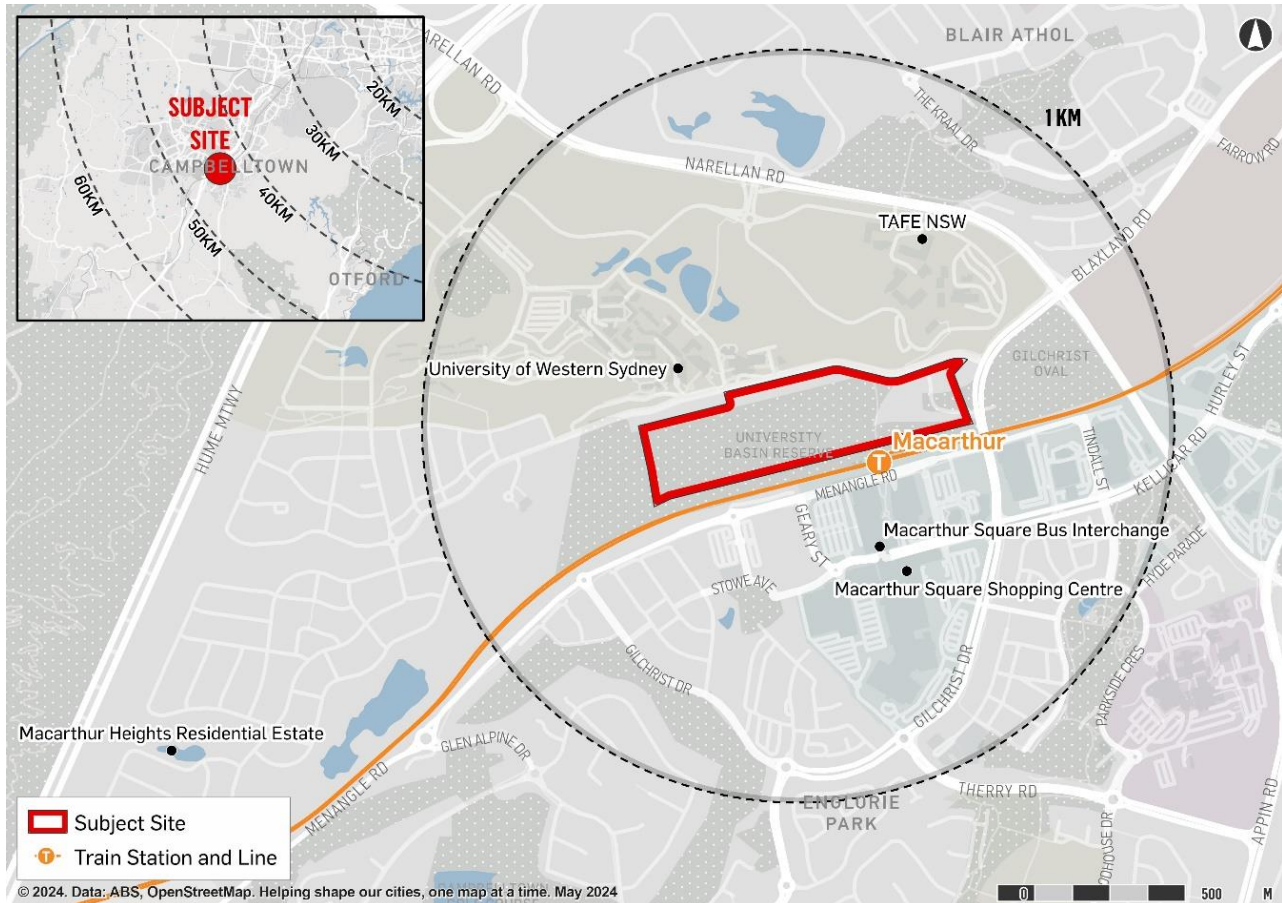 NARELLAN RD
BLAIR ATHOL
20KM
SUBJECT
SITE
30KM
CAMPBELLTOWN
40KM
60KM
50KM
OTFORD
THE KRAAL DR
1 KM
FARROW RD
NARELLAN RD
TAFE NSW
BLAXLAND RD
University of Western Sydney
GILCHRIST
OVAL
HURLEY ST
HUME MTWY
UNIVERSITY
BASIN RESERVE
Macarthur
T
MENANGLE RD
TINDALL ST
KELLICAR RD
GEARY ST
Macarthur Square Bus Interchange
HYDE PARADE
STOWE AVE
Macarthur Square Shopping Centre
GILCHRIST DR
GILCHRIST DR
PARKSIDE CRES
Macarthur Heights Residential Estate
GLEN ALPINE DR
MENANGLE RD
THERRY RD
ENGLORIE
PARK
APPIN RD
Subject Site
T
Train Station and Line
© 2024. Data: ABS, OpenStreetMap. Helping shape our cities, one map at a time. May 2024
0 500 M